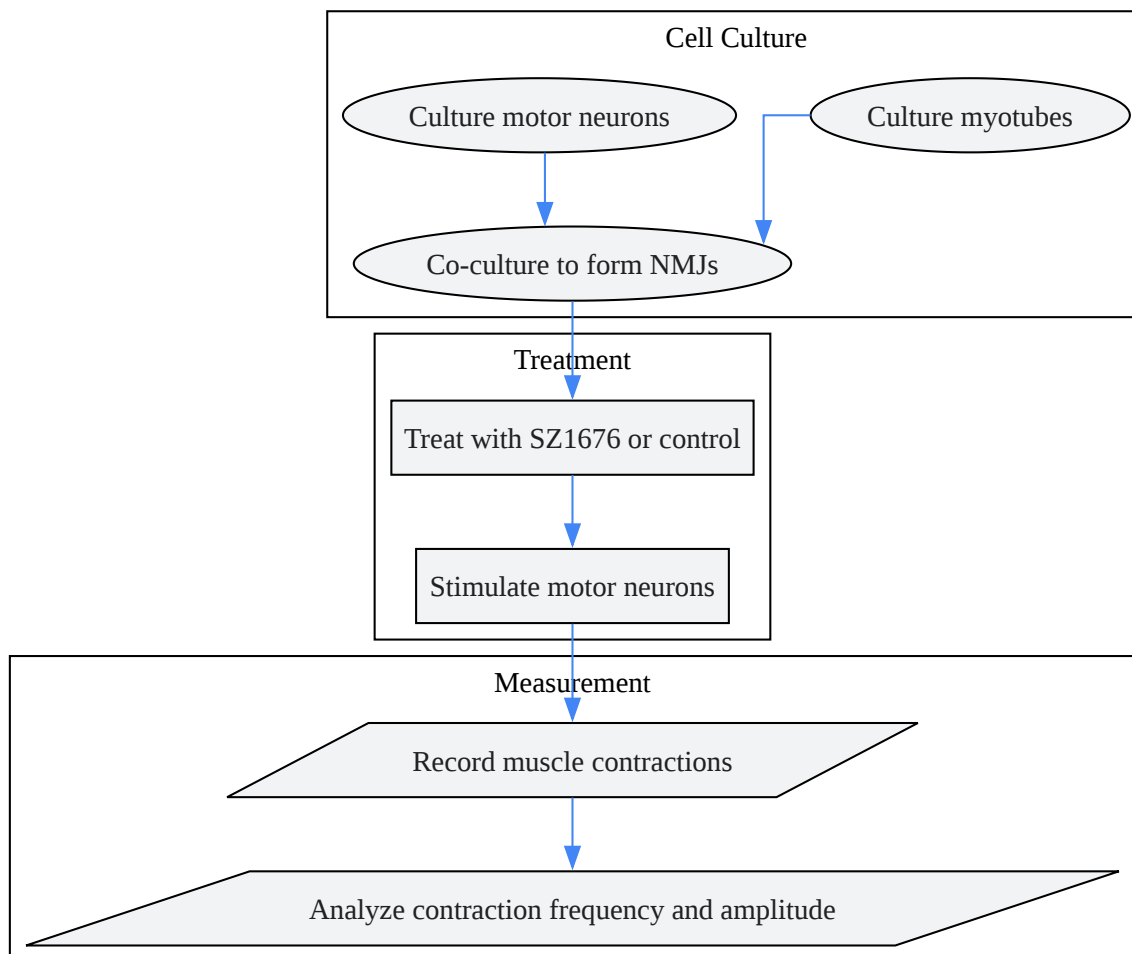 Cell Culture
Culture motor neurons
Culture myotubes
Co-culture to form NMJs
Treatment
Treat with SZ1676 or control
Stimulate motor neurons
Measurement
Record muscle contractions
Analyze contraction frequency and amplitude